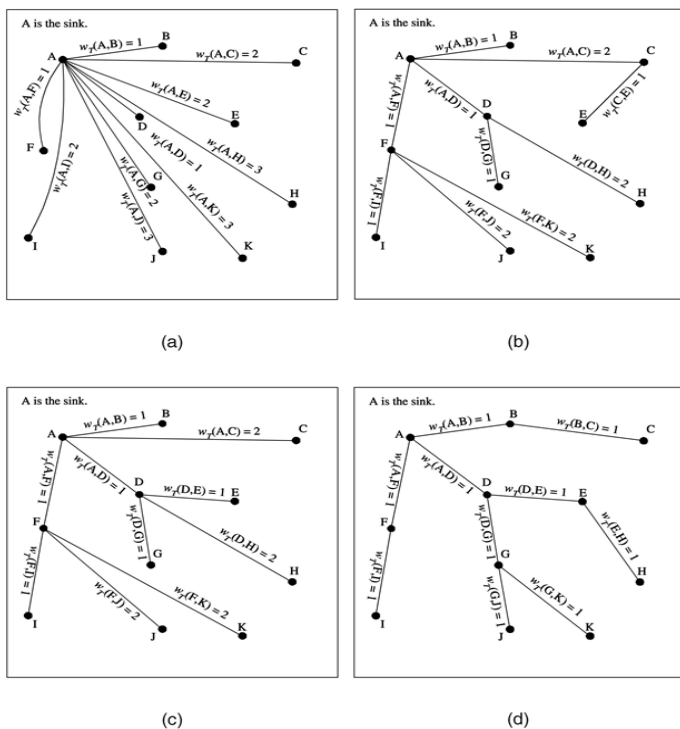 A is the sink.
B
w_T(A,B) = 1
A
w_T(A,C) = 2
C
w_T(A,F) = 1
w_T(A,E) = 2
E
D
w_T(A,D) = 1
w_T(A,H) = 3
F
w_T(A,I) = 2
G
w_T(A,G) = 2
w_T(A,J) = 3
w_T(A,K) = 3
H
I
J
K
(a)
A is the sink.
B
w_T(A,B) = 1
A
w_T(A,C) = 2
C
w_T(A,F) = 1
w_T(A,D) = 1
D
E
w_T(C,E) = 1
F
w_T(D,G) = 1
w_T(D,H) = 2
G
H
w_T(F,I) = 1
w_T(F,J) = 2
w_T(F,K) = 2
I
J
K
(b)
A is the sink.
B
w_T(A,B) = 1
A
w_T(A,C) = 2
C
w_T(A,F) = 1
w_T(A,D) = 1
D
w_T(D,E) = 1
E
F
w_T(D,G) = 1
w_T(D,H) = 2
G
H
w_T(F,I) = 1
w_T(F,J) = 2
w_T(F,K) = 2
I
J
K
(c)
A is the sink.
B
w_T(A,B) = 1
w_T(B,C) = 1
A
C
w_T(A,F) = 1
w_T(A,D) = 1
D
w_T(D,E) = 1
E
F
w_T(D,G) = 1
w_T(E,H) = 1
G
H
w_T(F,I) = 1
w_T(G,J) = 1
w_T(G,K) = 1
I
J
K
(d)